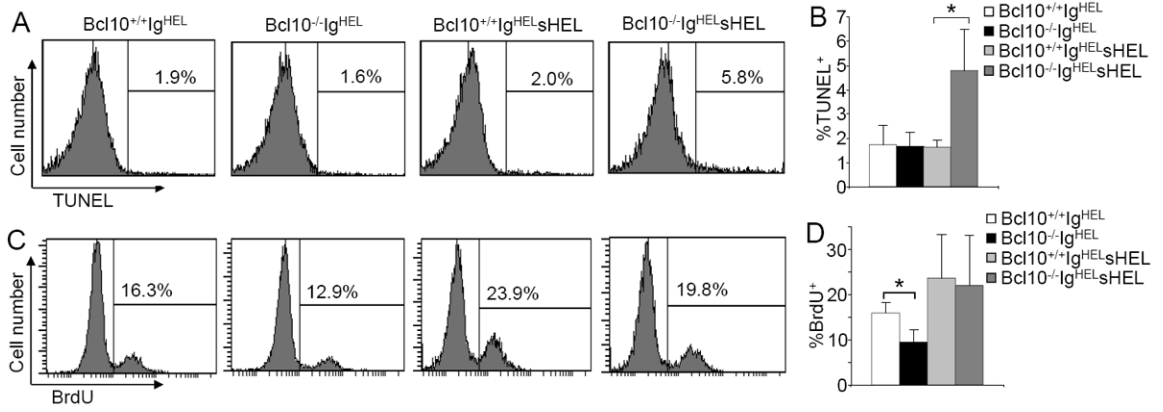 A
Bcl10+/+IgHEL
Bcl10-/-IgHEL
Bcl10+/+IgHELsHEL
Bcl10-/-IgHELsHEL
Cell number
1.9%
1.6%
2.0%
5.8%
TUNEL
B
%TUNEL+
7
6
5
4
3
2
1
0
*
Bcl10+/+IgHEL
Bcl10-/-IgHEL
Bcl10+/+IgHELsHEL
Bcl10-/-IgHELsHEL
C
Cell number
16.3%
12.9%
23.9%
19.8%
BrdU
D
%BrdU+
30
20
10
0
*
Bcl10+/+IgHEL
Bcl10-/-IgHEL
Bcl10+/+IgHELsHEL
Bcl10-/-IgHELsHEL